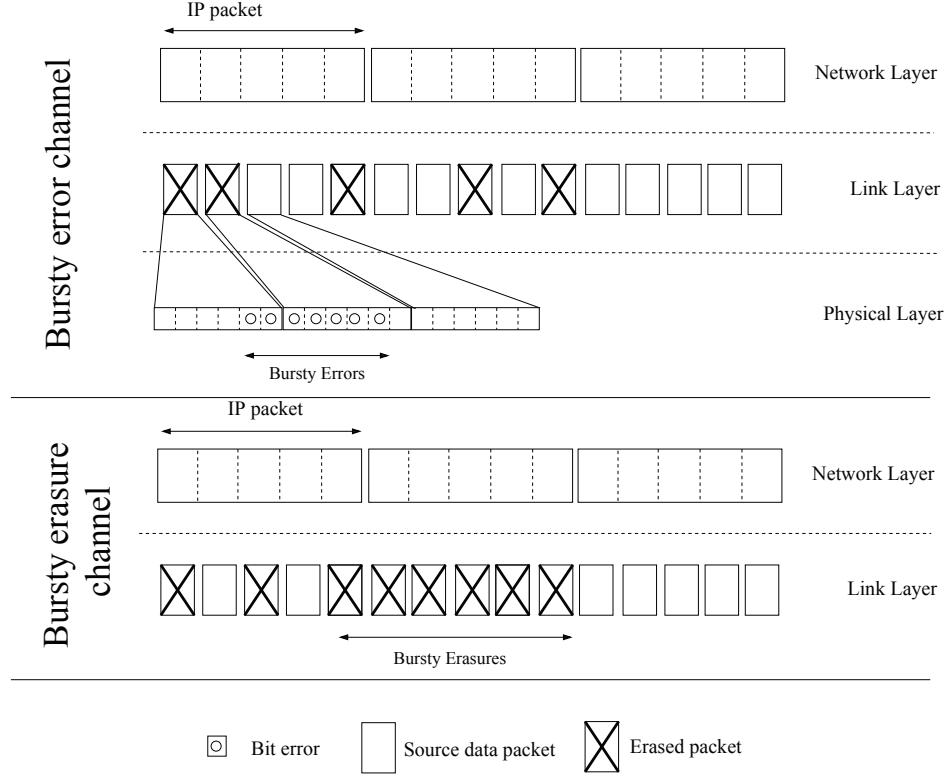 IP packet
Network Layer
Bursty error channel
Link Layer
Physical Layer
Bursty Errors
IP packet
Network Layer
Bursty erasure
channel
Link Layer
Bursty Erasures
Bit error
Source data packet
Erased packet